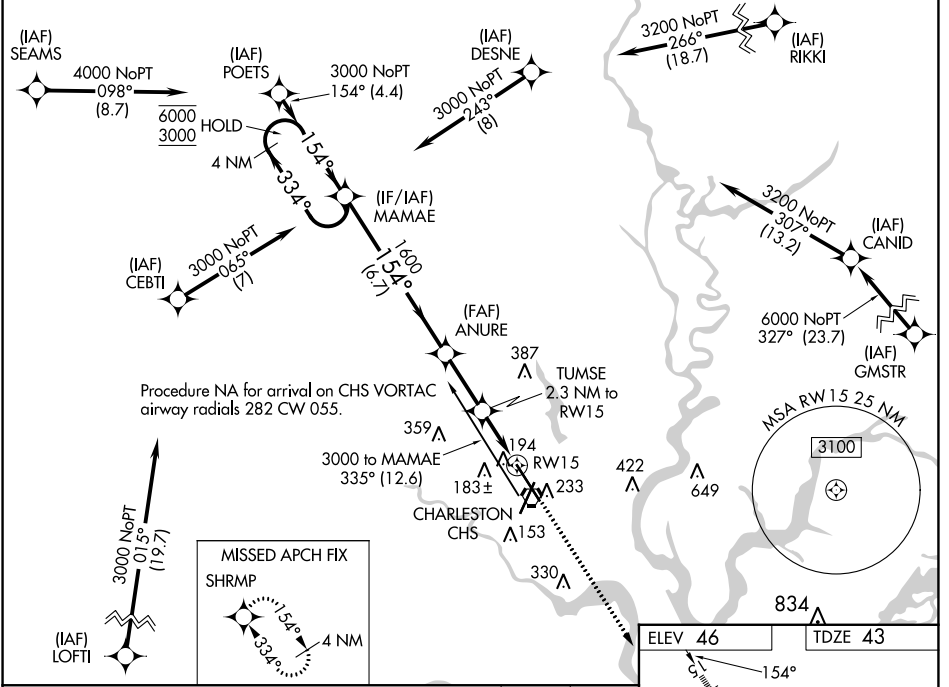 (IAF)
SEAMS
4000 NoPT
098°
(8.7)
(IAF)
POETS
3000 NoPT
154° (4.4)
(IAF)
DESNE
3000 NoPT
243°
(8)
3200 NoPT
266°
(18.7)
(IAF)
RIKKI
6000
3000
HOLD
4 NM
154°
334°
(IF/IAF)
MAMAE
3200 NoPT
307°
(13.2)
(IAF)
CANID
(IAF)
CEBTI
3000 NoPT
065°
(7)
1600
154°
(6.7)
6000 NoPT
327° (23.7)
(IAF)
GMSTR
(FAF)
ANURE
387
TUMSE
2.3 NM to
RW15
Procedure NA for arrival on CHS VORTAC
airway radials 282 CW 055.
MSA RW15 25 NM
3100
359
194
RW15
3000 to MAMAE
335° (12.6)
183±
233
422
649
CHARLESTON
CHS
153
3000 NoPT
015°
(19.7)
(IAF)
LOFTI
MISSED APCH FIX
SHRMP
154°
334°
4 NM
330
834
ELEV 46
TDZE 43
154°